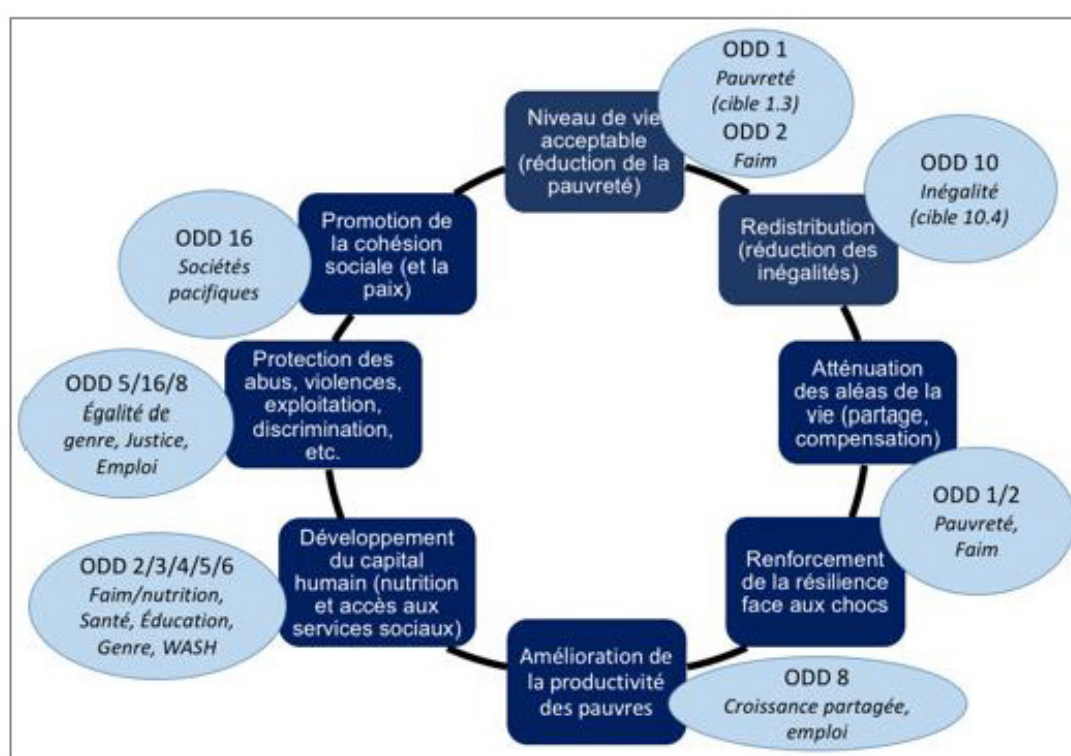 ODD 1
Pauvreté
(cible 1.3)
ODD 2
Faim
Niveau de vie
acceptable
(réduction de la
pauvreté)
ODD 10
Inégalité
(cible 10.4)
Redistribution
(réduction des
inégalités)
Atténuation
des aléas de la
vie (partage,
compensation)
ODD 1/2
Pauvreté,
Faim
Renforcement
de la résilience
face aux chocs
Amélioration de
la productivité
des pauvres
ODD 8
Croissance partagée,
emploi
Développement
du capital
humain (nutrition
et accès aux
services sociaux)
ODD 2/3/4/5/6
Faim/nutrition,
Santé, Éducation,
Genre, WASH
Protection des
abus, violences,
exploitation,
discrimination,
etc.
ODD 5/16/8
Égalité de
genre, Justice,
Emploi
Promotion de
la cohésion
sociale (et la
paix)
ODD 16
Sociétés
pacifiques